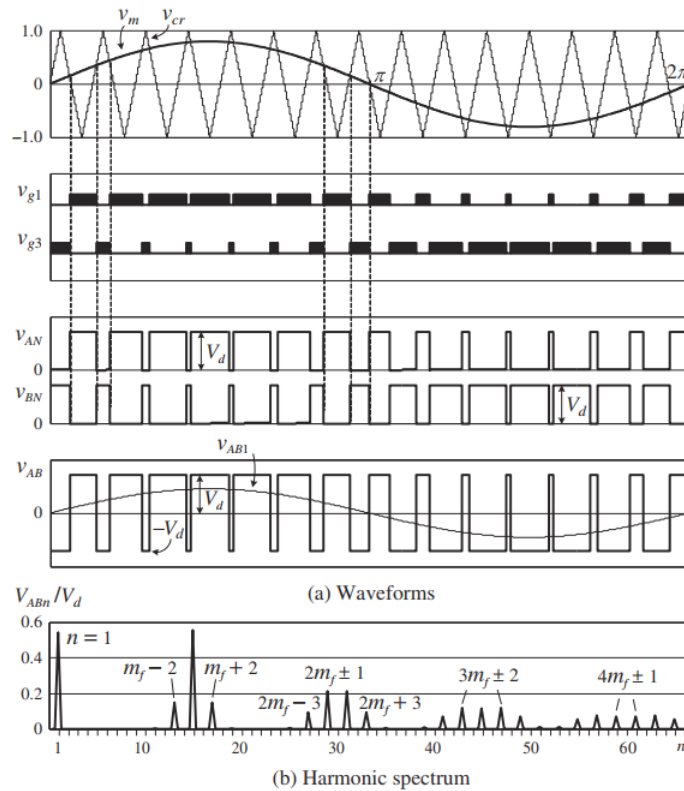 v_m v_cr
1.0
0
−1.0
π 2π
v_g1
v_g3
v_AN
V_d
0
v_BN
V_d
0
v_AB1
v_AB
V_d
0
−V_d
(a) Waveforms
V_ABn/V_d
0.6
n = 1
0.4
m_f − 2 m_f + 2 2m_f ± 1 3m_f ± 2 4m_f ± 1
0.2
2m_f − 3 2m_f + 3
0
1 10 20 30 40 50 60 n
(b) Harmonic spectrum